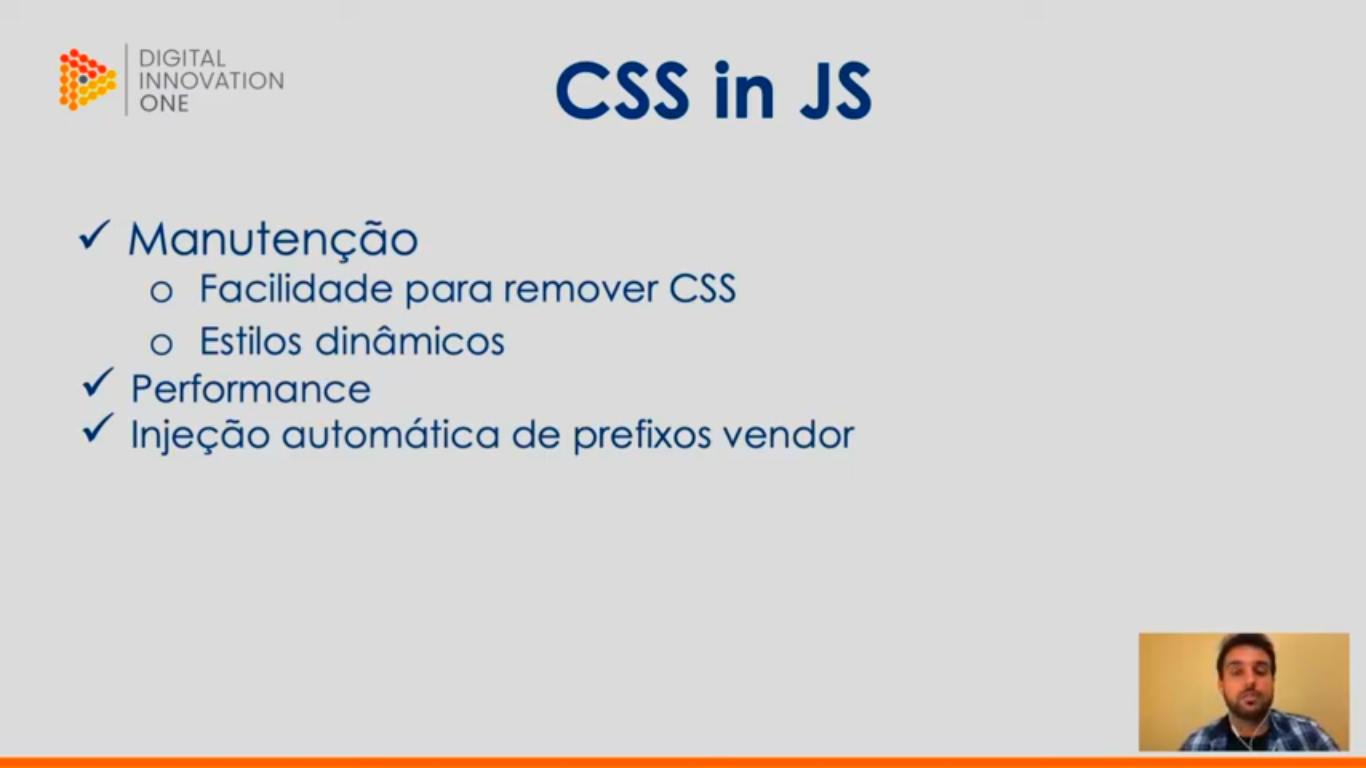 DIGITAL
INNOVATION
ONE
CSS in JS
✓ Manutenção
o Facilidade para remover CSS
o Estilos dinâmicos
✓ Performance
✓ Injeção automática de prefixos vendor